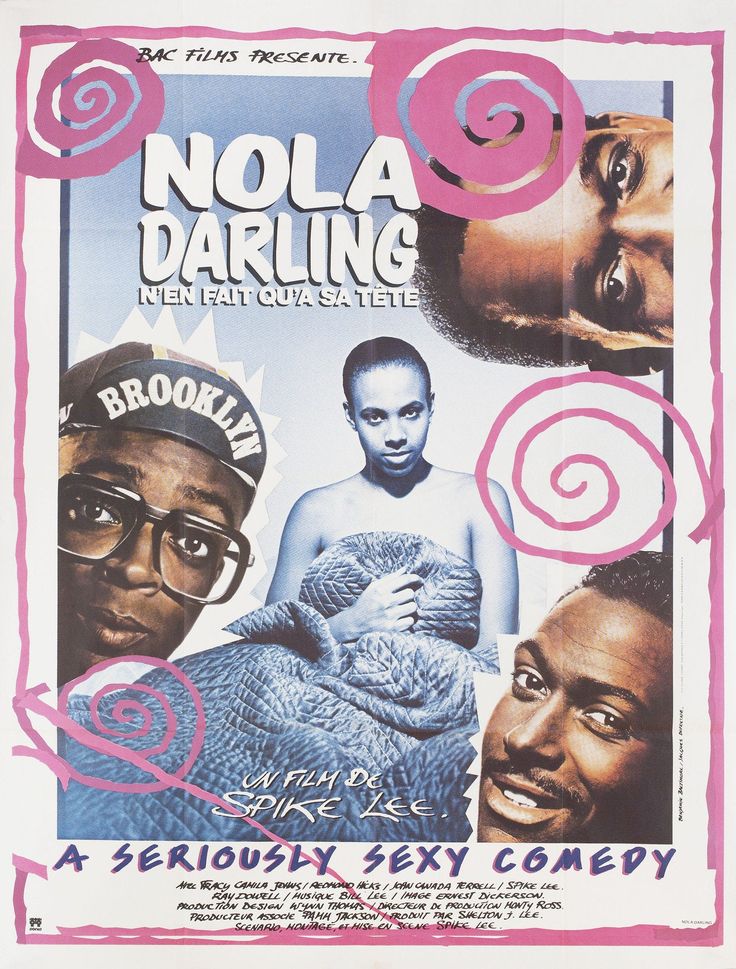 BAC FILMS PRESENTE.
NOLA
DARLING
N'EN FAIT QU'A SA TÊTE
BROOKLYN
UN FILM DE
SPIKE LEE.
A SERIOUSLY SEXY COMEDY
AVEC TRACY CAMILA JOHNS / REDMOND HICKS / JOHN CANADA TERRELL / SPIKE LEE.
RAY DOWELL / MUSIQUE BILL LEE / IMAGE ERNEST DICKERSON.
PRODUCTION DESIGN WYNN THOMAS / DIRECTEUR DE PRODUCTION MONTY ROSS.
PRODUCTEUR ASSOCIE PAMM JACKSON / PRODUIT PAR SHELTON J. LEE.
SCENARIO, MONTAGE, ET MISE EN SCENE SPIKE LEE.
NOLA DARLING